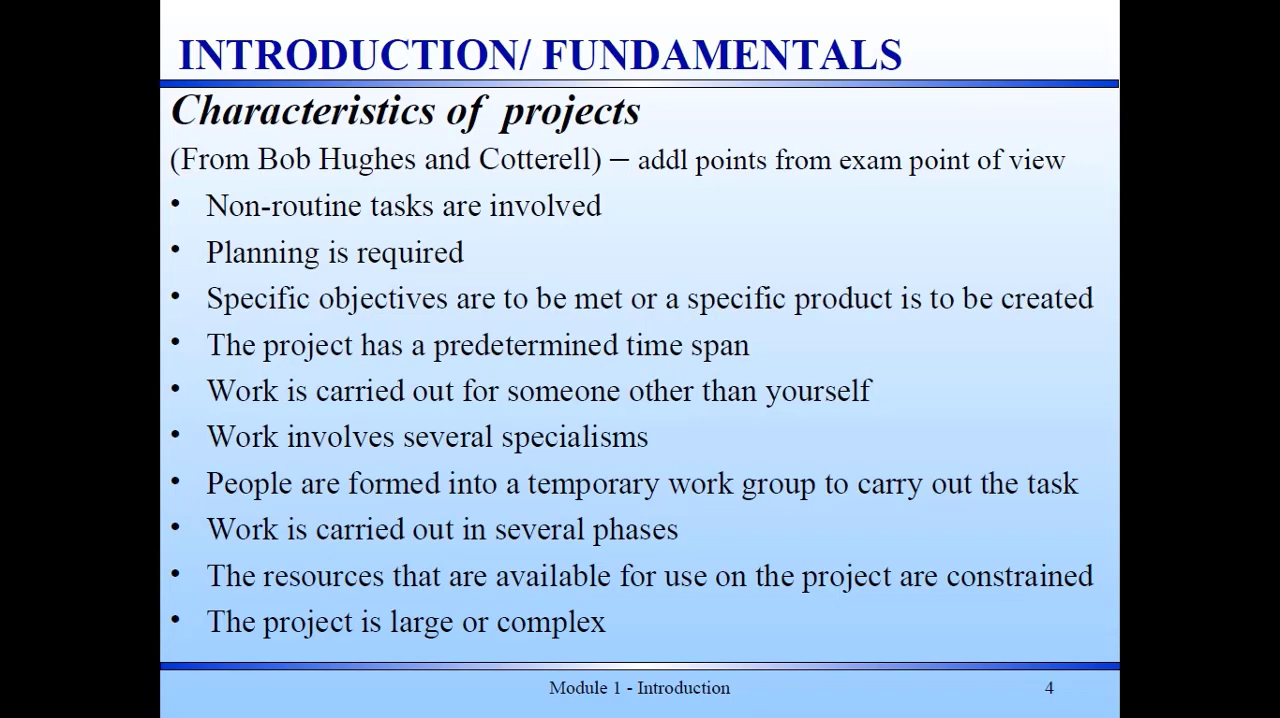 INTRODUCTION/ FUNDAMENTALS
Characteristics of projects
(From Bob Hughes and Cotterell) – addl points from exam point of view
• Non-routine tasks are involved
• Planning is required
• Specific objectives are to be met or a specific product is to be created
• The project has a predetermined time span
• Work is carried out for someone other than yourself
• Work involves several specialisms
• People are formed into a temporary work group to carry out the task
• Work is carried out in several phases
• The resources that are available for use on the project are constrained
• The project is large or complex
Module 1 - Introduction 4